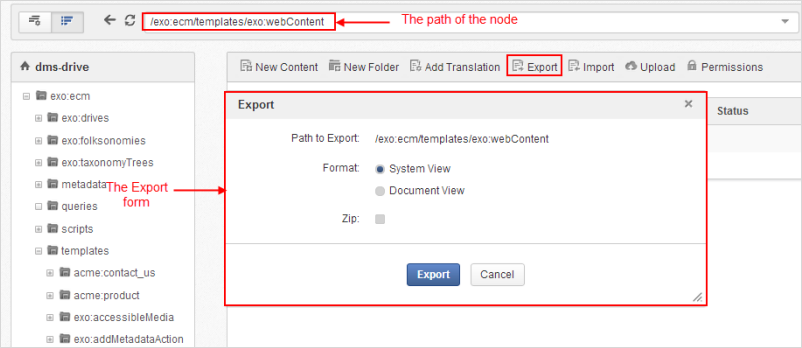 /exo:ecm/templates/exo:webContent
The path of the node
dms-drive
New Content New Folder Add Translation Export Import Upload Permissions
exo:ecm
exo:drives
exo:folksonomies
exo:taxonomyTrees
metadata
queries
scripts
templates
acme:contact_us
acme:product
exo:accessibleMedia
exo:addMetadataAction
The Export
form
Export
Status
Path to Export: /exo:ecm/templates/exo:webContent
Format: System View
Document View
Zip:
Export Cancel